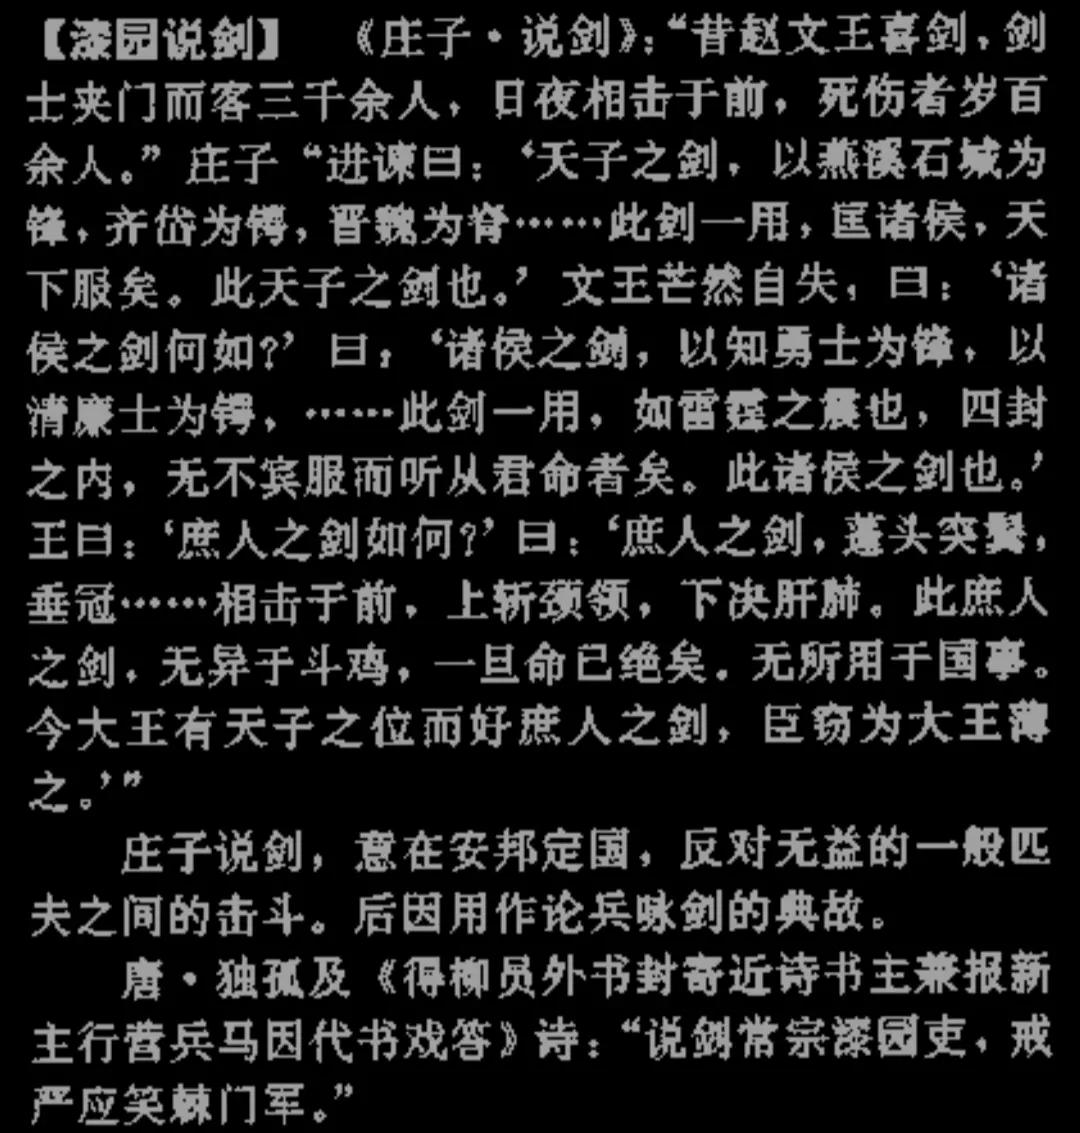 【漆园说剑】 《庄子·说剑》：“昔赵文王喜剑，剑
士夹门而客三千余人，日夜相击于前，死伤者岁百
余人。”庄子“进谏曰：‘天子之剑，以燕溪石城为
锋，齐岱为锷，晋魏为脊……此剑一用，匡诸侯，天
下服矣。此天子之剑也。’文王芒然自失，曰：‘诸
侯之剑何如？’曰：‘诸侯之剑，以知勇士为锋，以
清廉士为锷，……此剑一用，如雷霆之震也，四封
之内，无不宾服而听从君命者矣。此诸侯之剑也。’
王曰：‘庶人之剑如何？’曰：‘庶人之剑，蓬头突鬓，
垂冠……相击于前，上斩颈领，下决肝肺。此庶人
之剑，无异于斗鸡，一旦命已绝矣．无所用于国事。
今大王有天子之位而好庶人之剑，臣窃为大王薄
之。’”
庄子说剑，意在安邦定国，反对无益的一般匹
夫之间的击斗。后因用作论兵咏剑的典故。
唐·独孤及《得柳员外书封寄近诗书主兼报新
主行营兵马因代书戏答》诗：“说剑常宗漆园吏，戒
严应笑棘门军。”